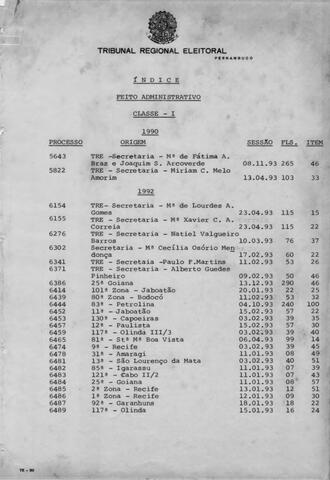 TRIBUNAL REGIONAL ELEITORAL
PERNAMBUCO
ÍNDICE
FEITO ADMINISTRATIVO
CLASSE - I
1990
PROCESSO ORIGEM SESSÃO FLS. ITEM
5643 TRE -Secretaria - Mª de Fátima A.
Braz e Joaquim S. Arcoverde 08.11.93 265 46
5822 TRE - Secretaria - Miriam C. Melo
Amorim 13.04.93 103 33
1992
6154 TRE -Secretaria - Mª de Lourdes A.
Gomes 23.04.93 115 15
6155 TRE - Secretaria - Mª Xavier C. A.
Correia 23.04.93 115 22
6276 TRE - Secretaria - Natiel Valgueiro
Barros 10.03.93 76 37
6302 Secretaria - Mª Cecília Osório Men
donça 17.02.93 60 22
6341 TRE - Secretaia -Paulo F.Martins 11.02.93 53 26
6371 TRE - Secretaria - Alberto Guedes
Pinheiro 09.02.93 50 46
6386 25ª Goiana 13.12.93 290 46
6414 101ª Zona - Jaboatão 20.01.93 22 25
6439 80ª Zona - Bodocó 11.02.93 53 32
6444 83ª - Petrolina 04.10.93 240 100
6452 11ª - Jaboatão 15.02.93 57 22
6453 130ª - Capoeiras 03.02.93 39 35
6457 12ª - Paulista 15.02.93 57 30
6459 117ª - Olinda III/3 03.02.93 39 40
6465 81ª - Stª Mª Boa Vista 06.04.93 99 14
6474 9ª - Recife 03.02.93 39 45
6478 31ª - Amaragi 11.01.93 09 49
6481 13ª - São Lourenço da Mata 03.02.93 40 51
6482 85ª - Igarassu 11.01.93 07 39
6483 121ª - Cabo II/2 11.01.93 07 43
6484 25ª - Goiana 11.01.93 08 57
6485 2ª Zona - Recife 11.01.93 07 51
6486 1ª Zona - Recife 12.01.93 09 30
6487 92ª - Garanhuns 18.01.93 18 22
6489 117ª - Olinda 15.01.93 16 24